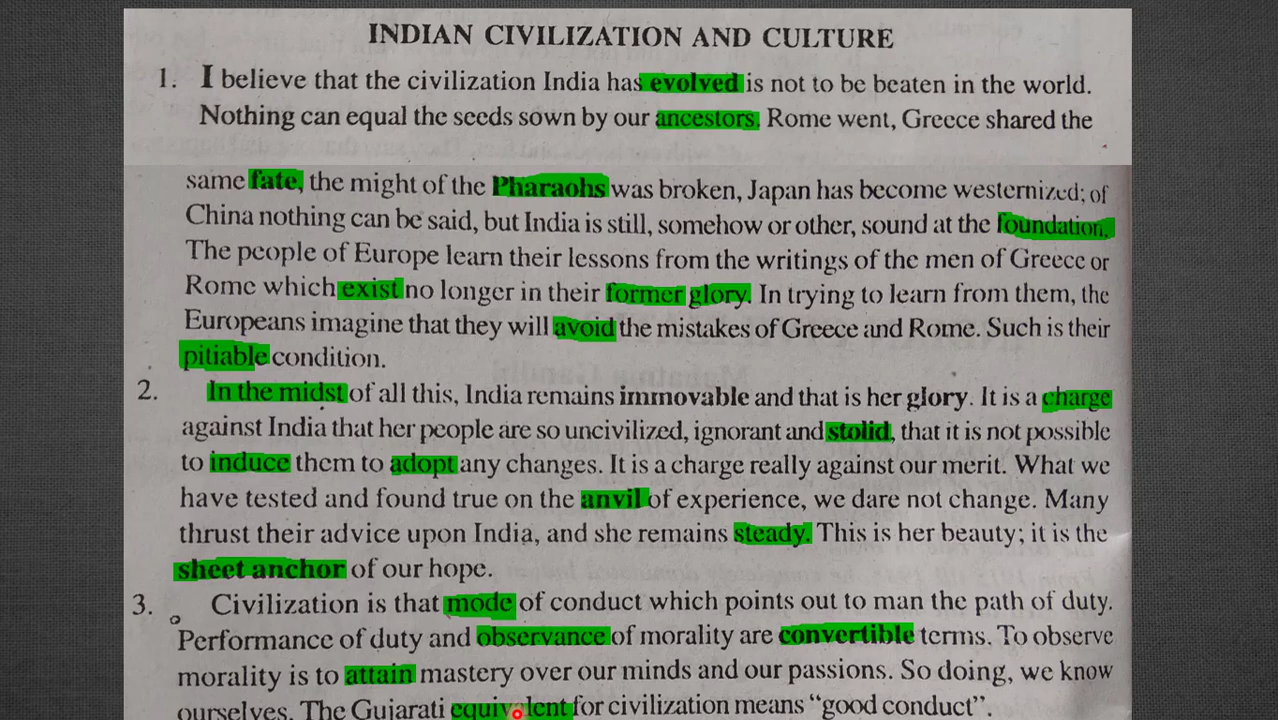 INDIAN CIVILIZATION AND CULTURE
1. I believe that the civilization India has evolved is not to be beaten in the world.
Nothing can equal the seeds sown by our ancestors. Rome went, Greece shared the
same fate, the might of the Pharaohs was broken, Japan has become westernized; of
China nothing can be said, but India is still, somehow or other, sound at the foundation.
The people of Europe learn their lessons from the writings of the men of Greece or
Rome which exist no longer in their former glory. In trying to learn from them, the
Europeans imagine that they will avoid the mistakes of Greece and Rome. Such is their
pitiable condition.
2. In the midst of all this, India remains immovable and that is her glory. It is a charge
against India that her people are so uncivilized, ignorant and stolid, that it is not possible
to induce them to adopt any changes. It is a charge really against our merit. What we
have tested and found true on the anvil of experience, we dare not change. Many
thrust their advice upon India, and she remains steady. This is her beauty; it is the
sheet anchor of our hope.
3. Civilization is that mode of conduct which points out to man the path of duty.
Performance of duty and observance of morality are convertible terms. To observe
morality is to attain mastery over our minds and our passions. So doing, we know
ourselves. The Gujarati equivalent for civilization means “good conduct”.